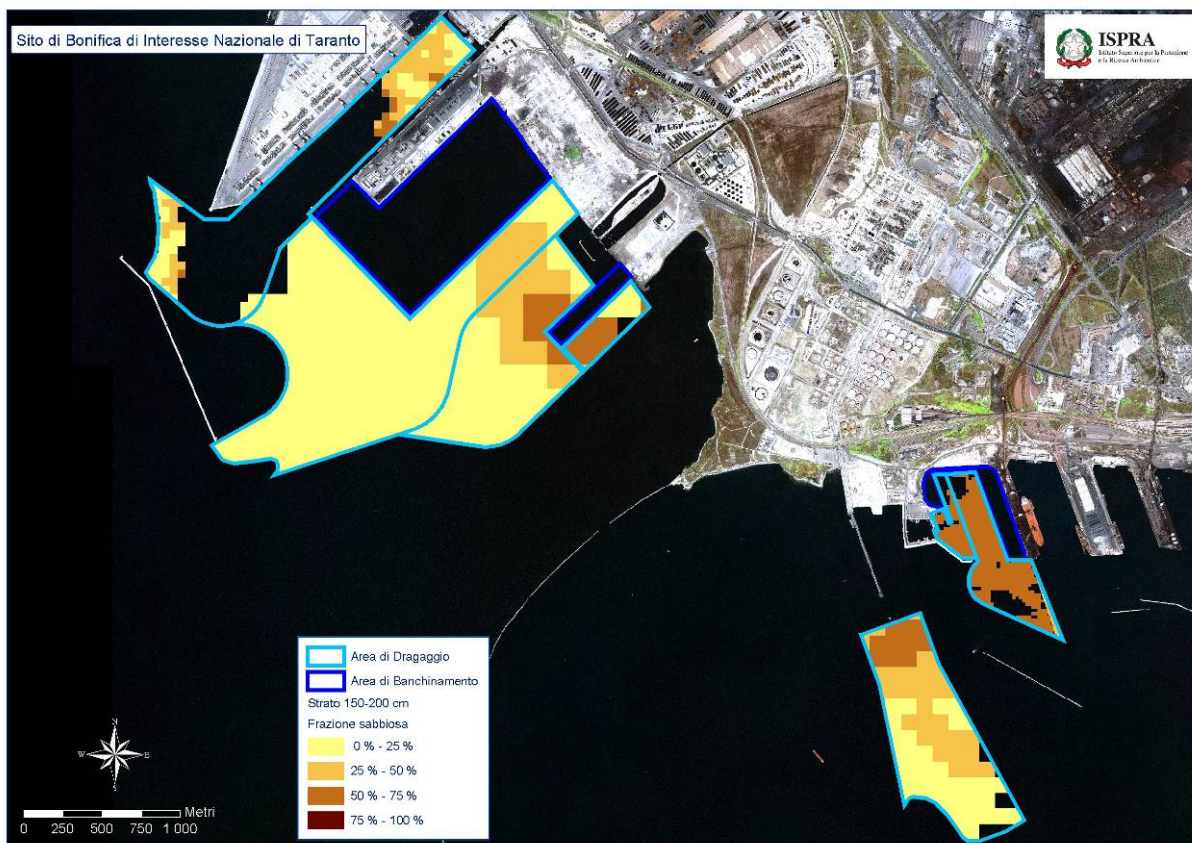 Sito di Bonifica di Interesse Nazionale di Taranto
ISPRA
Istituto Superiore per la Protezione
e la Ricerca Ambientale
Area di Dragaggio
Area di Banchinamento
Strato 150-200 cm
Frazione sabbiosa
0 % - 25 %
25 % - 50 %
50 % - 75 %
75 % - 100 %
N
W
E
S
Metri
0 250 500 750 1 000